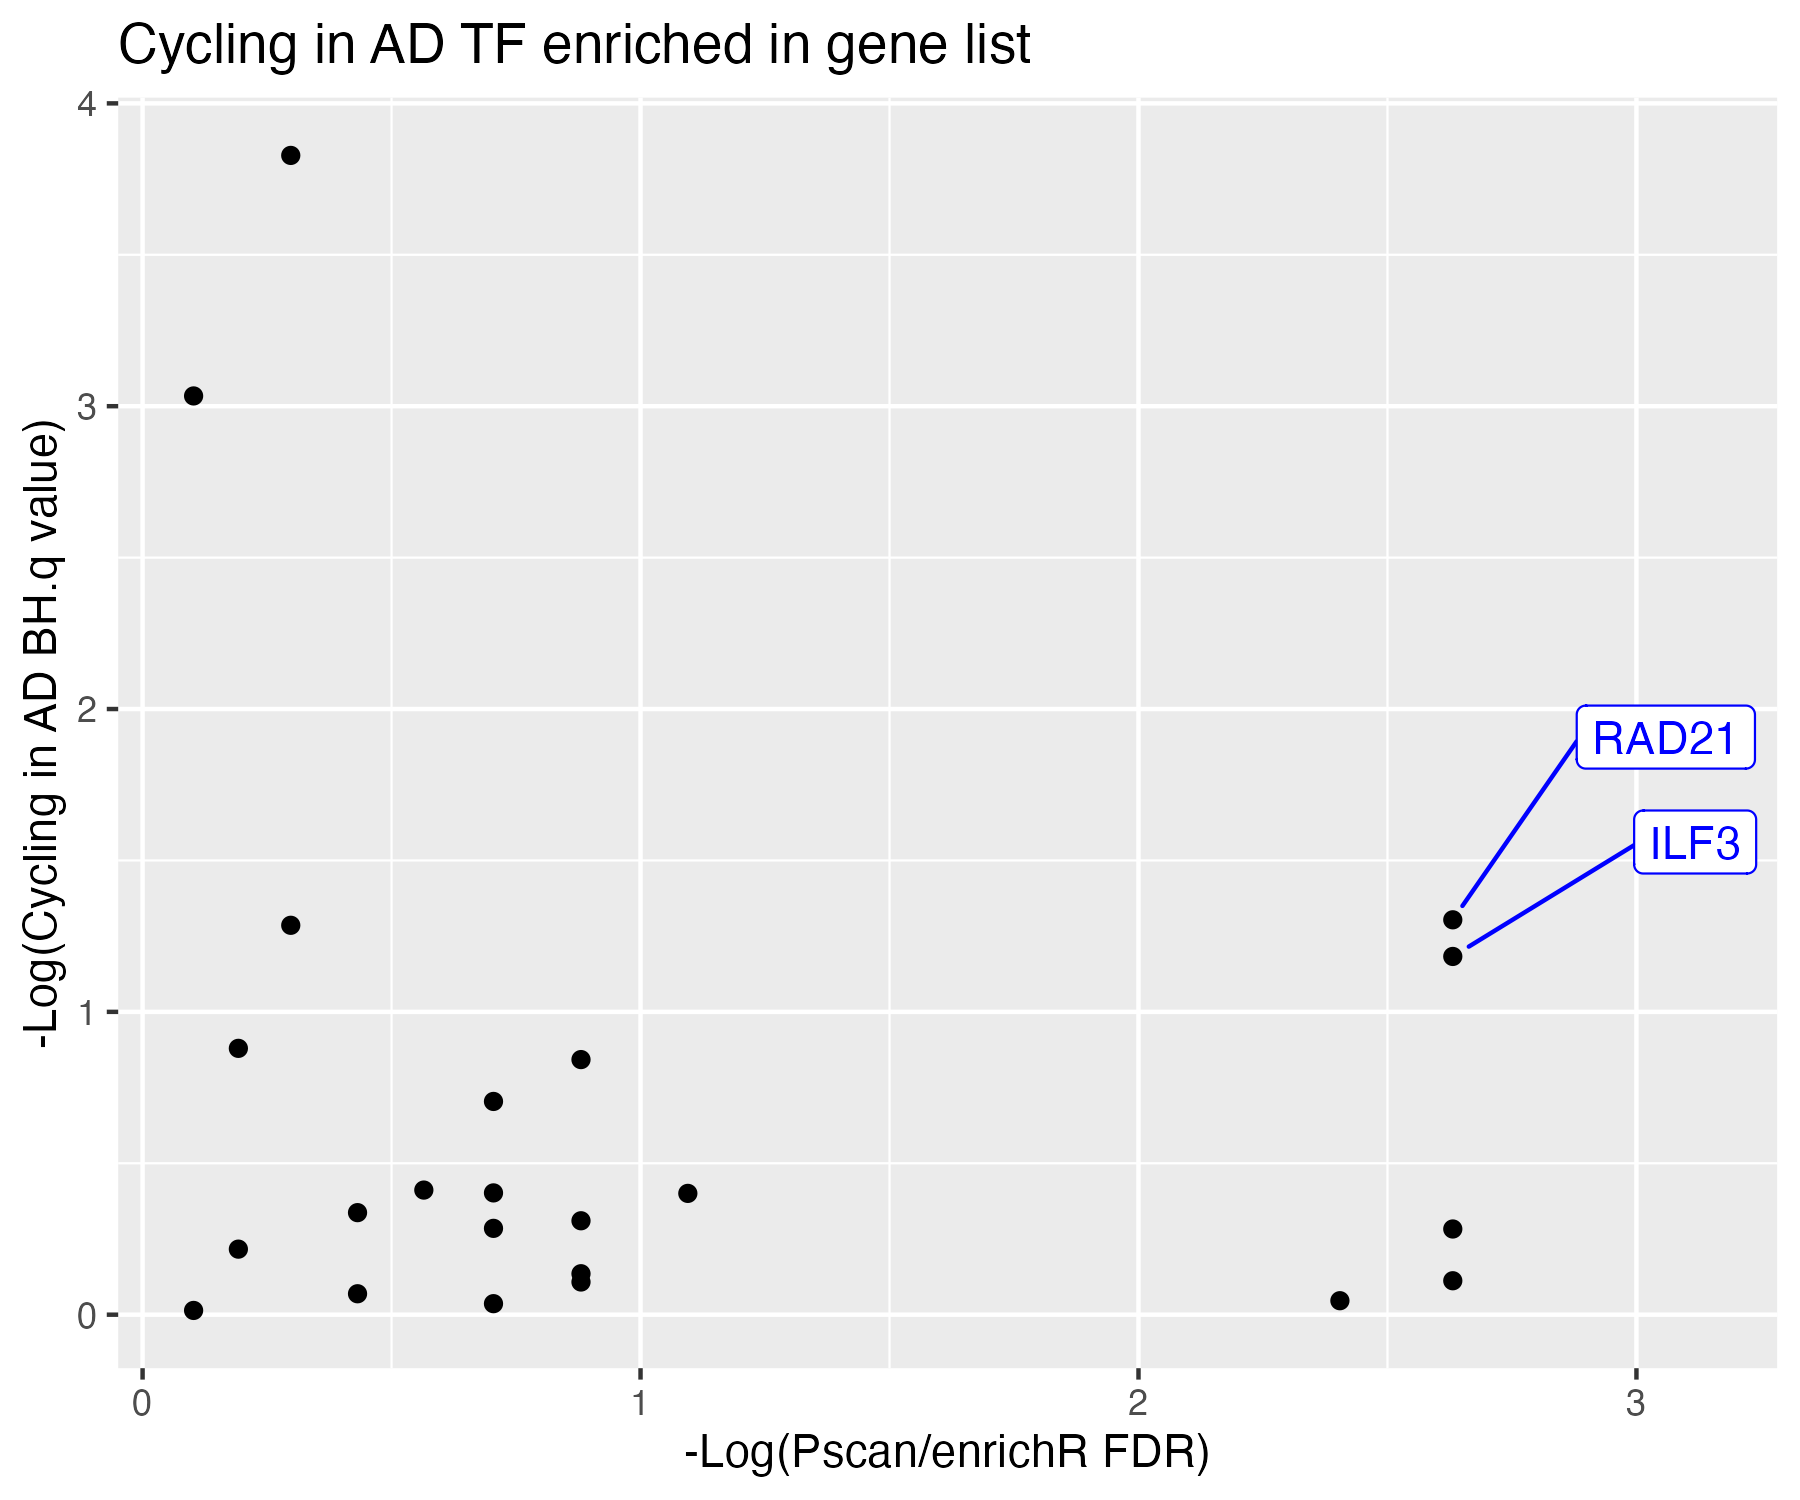 Cycling in AD TF enriched in gene list
-Log(Cycling in AD BH.q value)
4
3
2
1
0
RAD21
ILF3
0
1
2
3
-Log(Pscan/enrichR FDR)